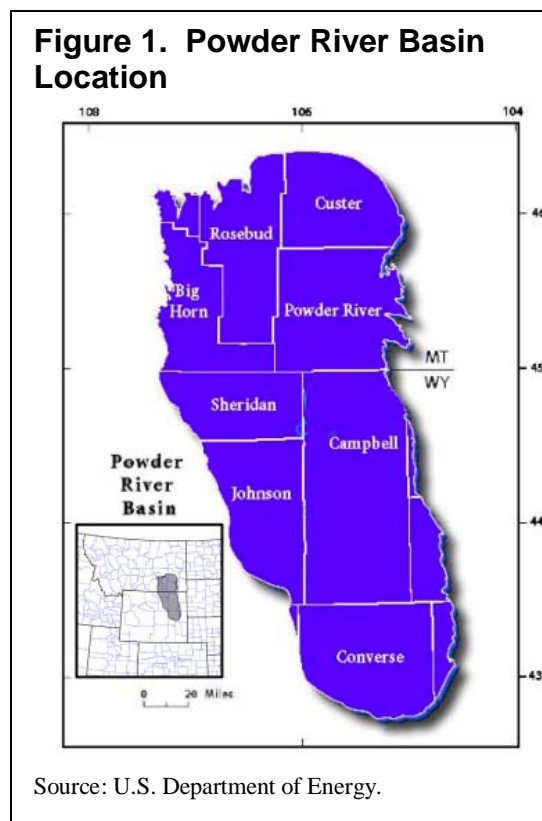 Figure 1. Powder River Basin
Location
108 106 104
Custer
46
Rosebud
Big
Horn
Powder River
MT
45
WY
Sheridan
Campbell
Powder
River
Basin
Johnson
44
Converse
43
0 20 Miles
Source: U.S. Department of Energy.